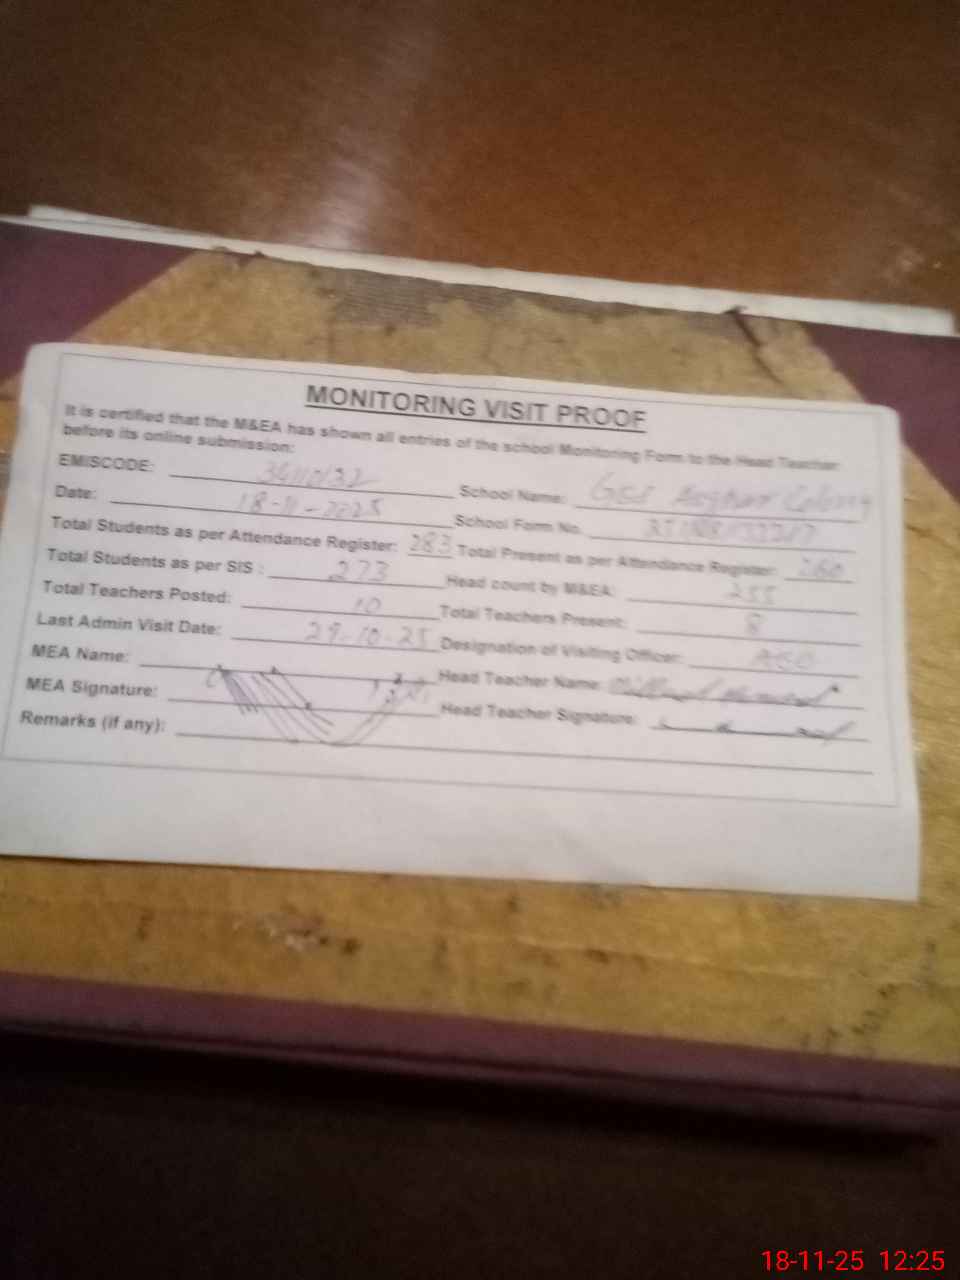 MONITORING VISIT PROOF
It is certified that the M&EA has shown all entries of the school Monitoring Form to the Head Teacher
before its online submission:
EMISCODE: 34110132 School Name: Colony
Date: 18-11-2025 School Form No.
Total Students as per Attendance Register: 283 Total Present as per Attendance Register: 260
Total Students as per SIS : 273 Head count by M&EA: 255
Total Teachers Posted: 10 Total Teachers Present: 8
Last Admin Visit Date: 29-10-25 Designation of Visiting Officer: AEO
MEA Name: Head Teacher Name:
MEA Signature: Head Teacher Signature:
Remarks (if any):
18-11-25 12:25